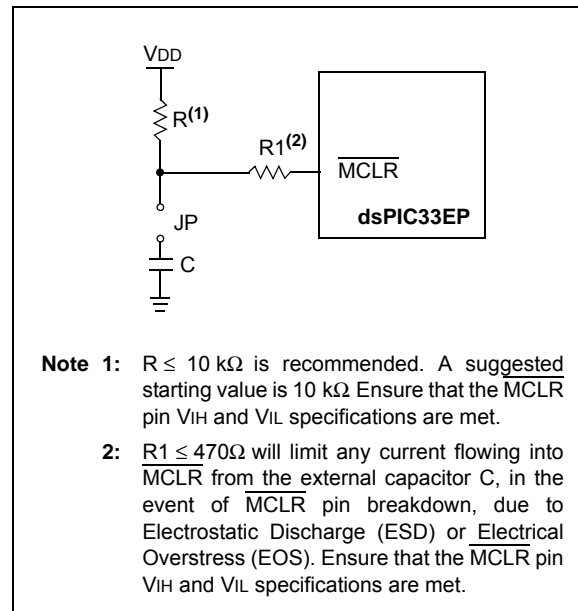 VDD
R(1)
R1(2)
MCLR
dsPIC33EP
JP
C
Note 1: R ≤ 10 kΩ is recommended. A suggested
starting value is 10 kΩ Ensure that the MCLR
pin VIH and VIL specifications are met.
2: R1 ≤ 470Ω will limit any current flowing into
MCLR from the external capacitor C, in the
event of MCLR pin breakdown, due to
Electrostatic Discharge (ESD) or Electrical
Overstress (EOS). Ensure that the MCLR pin
VIH and VIL specifications are met.